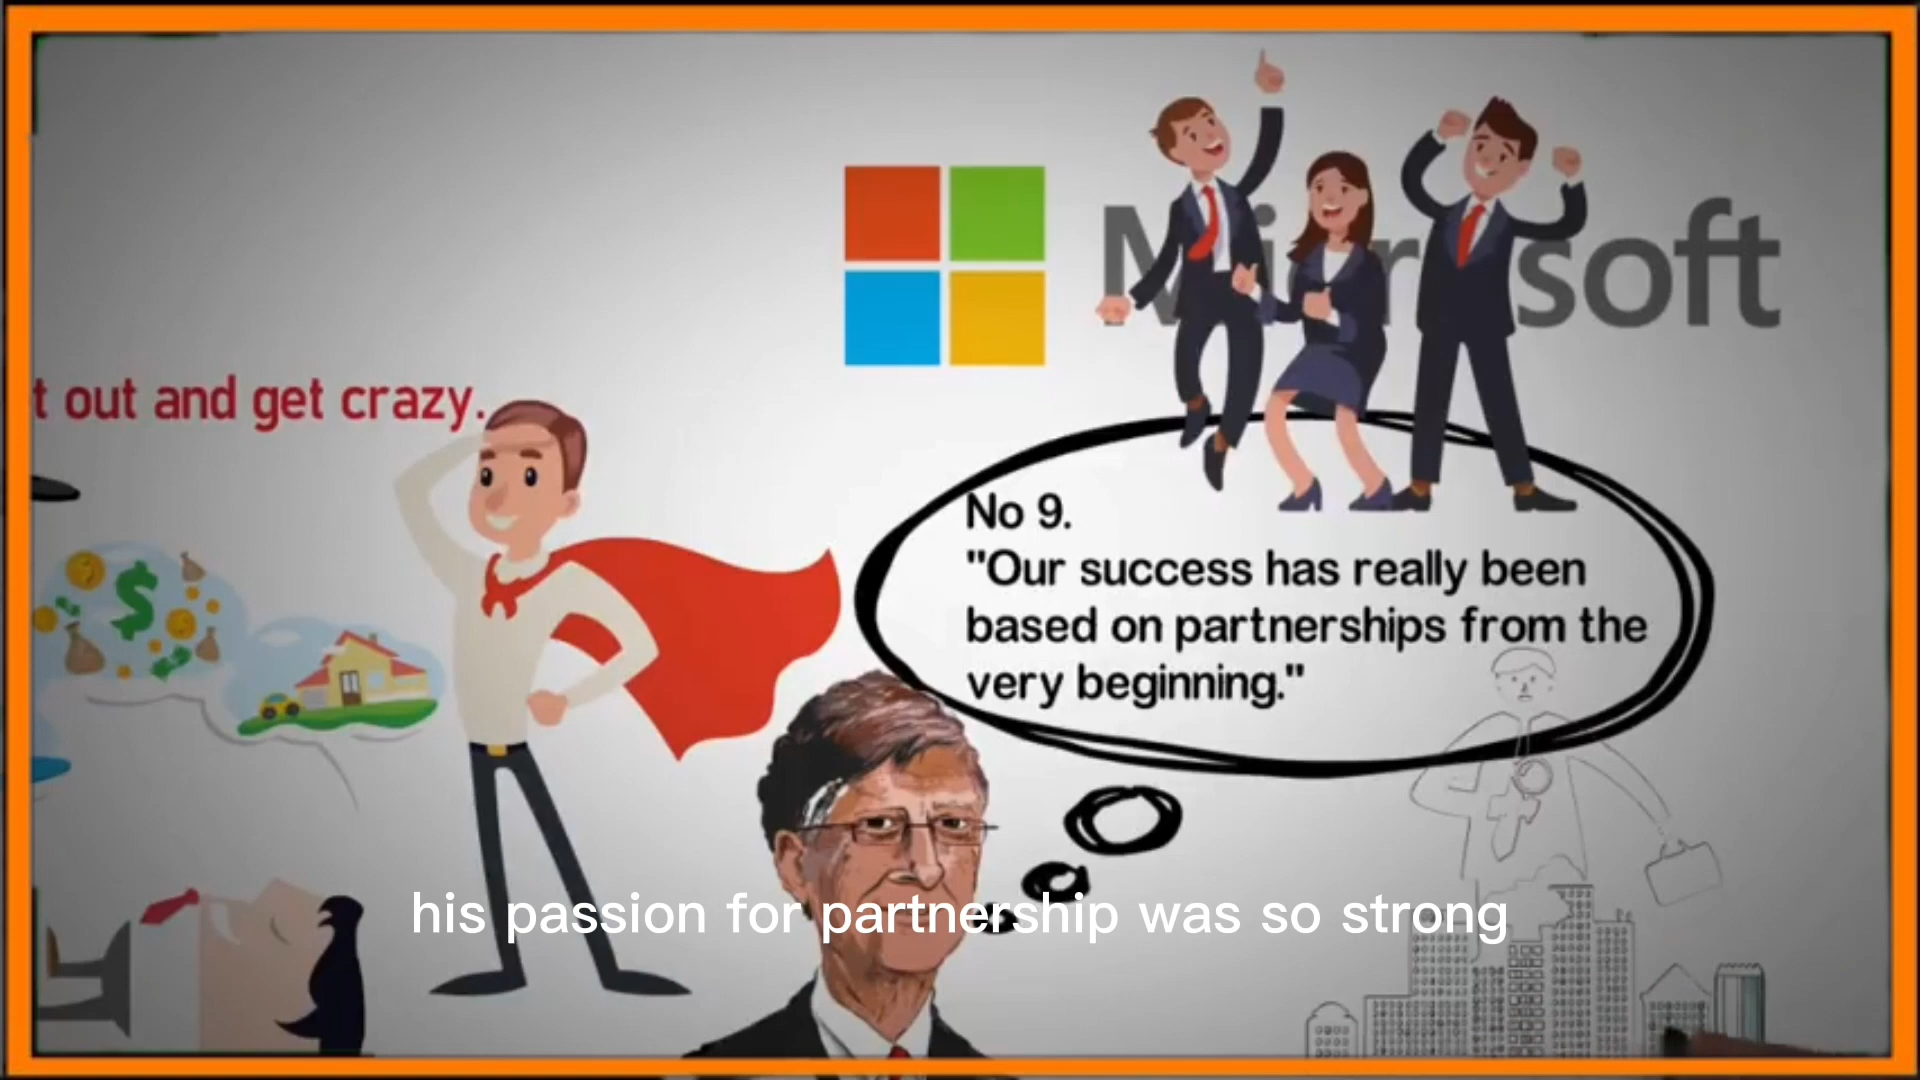 Microsoft
t out and get crazy.
No 9.
"Our success has really been
based on partnerships from the
very beginning."
his passion for partnership was so strong